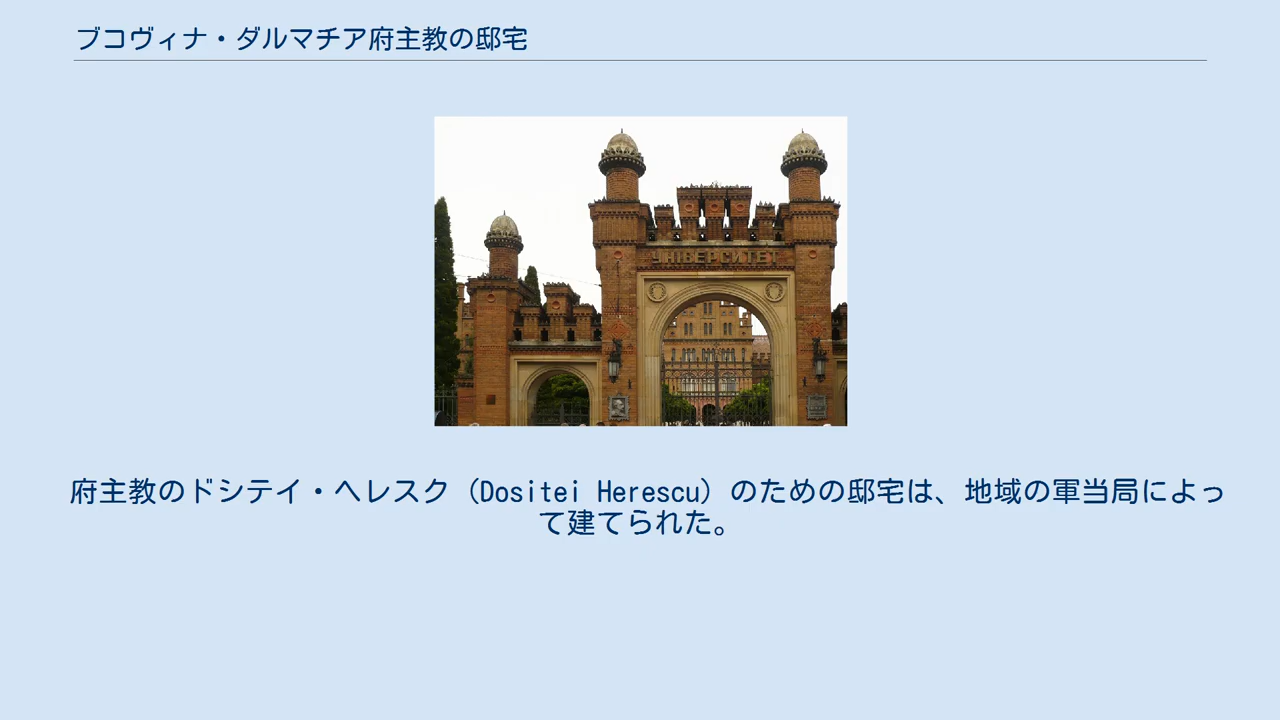 ブコヴィナ・ダルマチア府主教の邸宅
УНІВЕРСИТЕТ
府主教のドシテイ・ヘレスク（Dositei Herescu）のための邸宅は、地域の軍当局によっ
て建てられた。